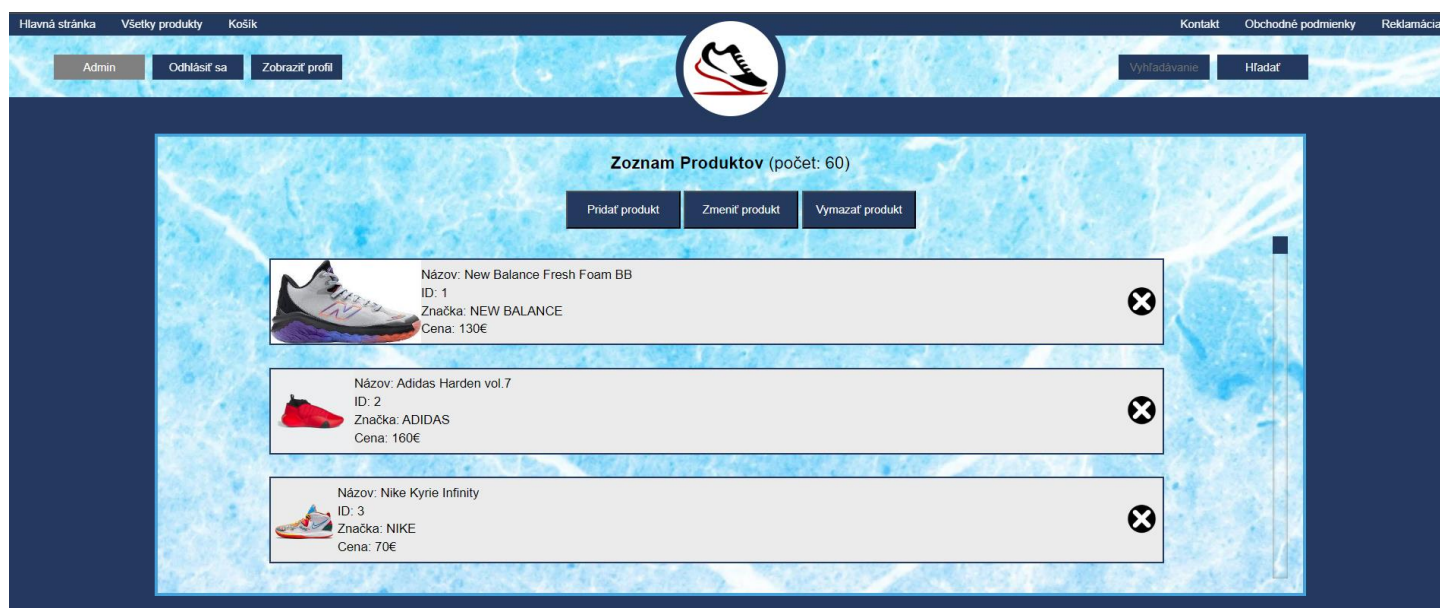 Hlavná stránka Všetky produkty Košík Kontakt Obchodné podmienky Reklamácia
Admin Odhlásiť sa Zobraziť profil Vyhľadávanie Hľadať
Zoznam Produktov (počet: 60)
Pridať produkt Zmeniť produkt Vymazať produkt
Názov: New Balance Fresh Foam BB
ID: 1
Značka: NEW BALANCE
Cena: 130€
Názov: Adidas Harden vol.7
ID: 2
Značka: ADIDAS
Cena: 160€
Názov: Nike Kyrie Infinity
ID: 3
Značka: NIKE
Cena: 70€